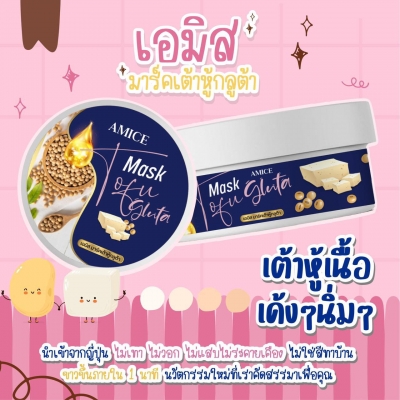 เอมิส
มาร์คเต้าหู้กลูต้า
AMICE
Mask
Tofu
Gluta
AMICE
Mask
Tofu Gluta
เต้าหู้เนื้อ
เด้งๆนิ่มๆ
นำเข้าจากญี่ปุ่น ไม่เทา ไม่วอก ไม่แสบไม่ระคายเคือง ไม่ใช่สีทาบ้าน
ขาวขึ้นภายใน 1 นาที นวัตกรรมใหม่ที่เราคัดสรรมาเพื่อคุณ